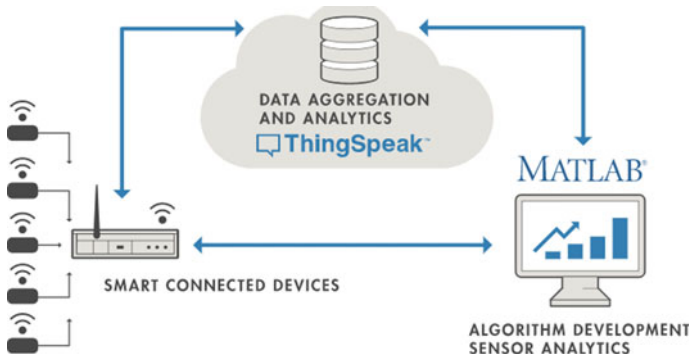 DATA AGGREGATION
AND ANALYTICS
ThingSpeak™
MATLAB®
SMART CONNECTED DEVICES
ALGORITHM DEVELOPMENT
SENSOR ANALYTICS